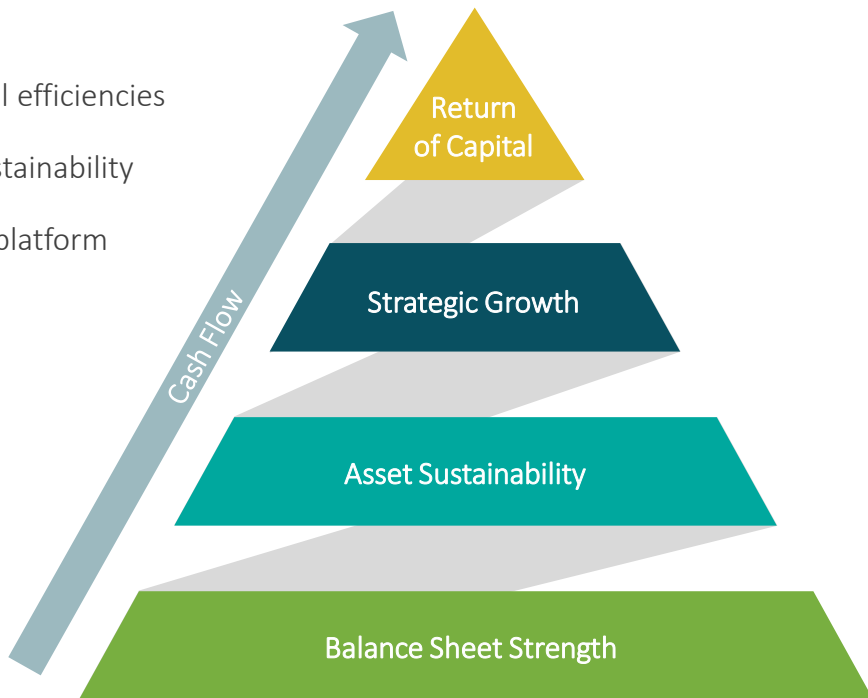 l efficiencies
stainability
platform
Return
of Capital
Strategic Growth
Cash Flow
Asset Sustainability
Balance Sheet Strength